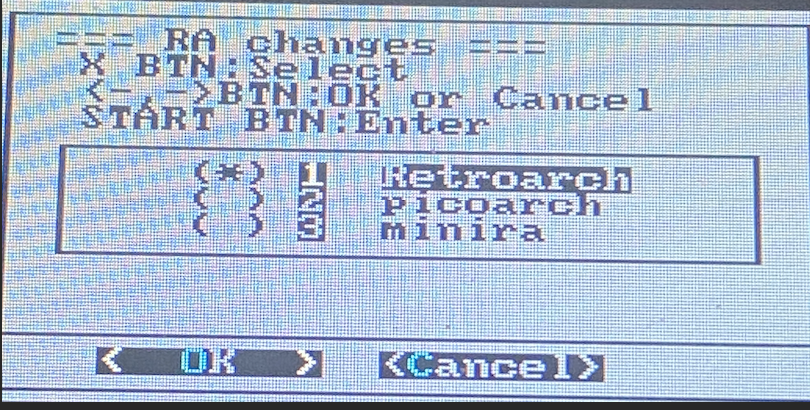 === RA changes ===
X BTN:Select
<-,->BTN:OK or Cancel
START BTN:Enter
(*) 1 Retroarch
( ) 2 picoarch
( ) 3 minira
< OK > <Cancel>